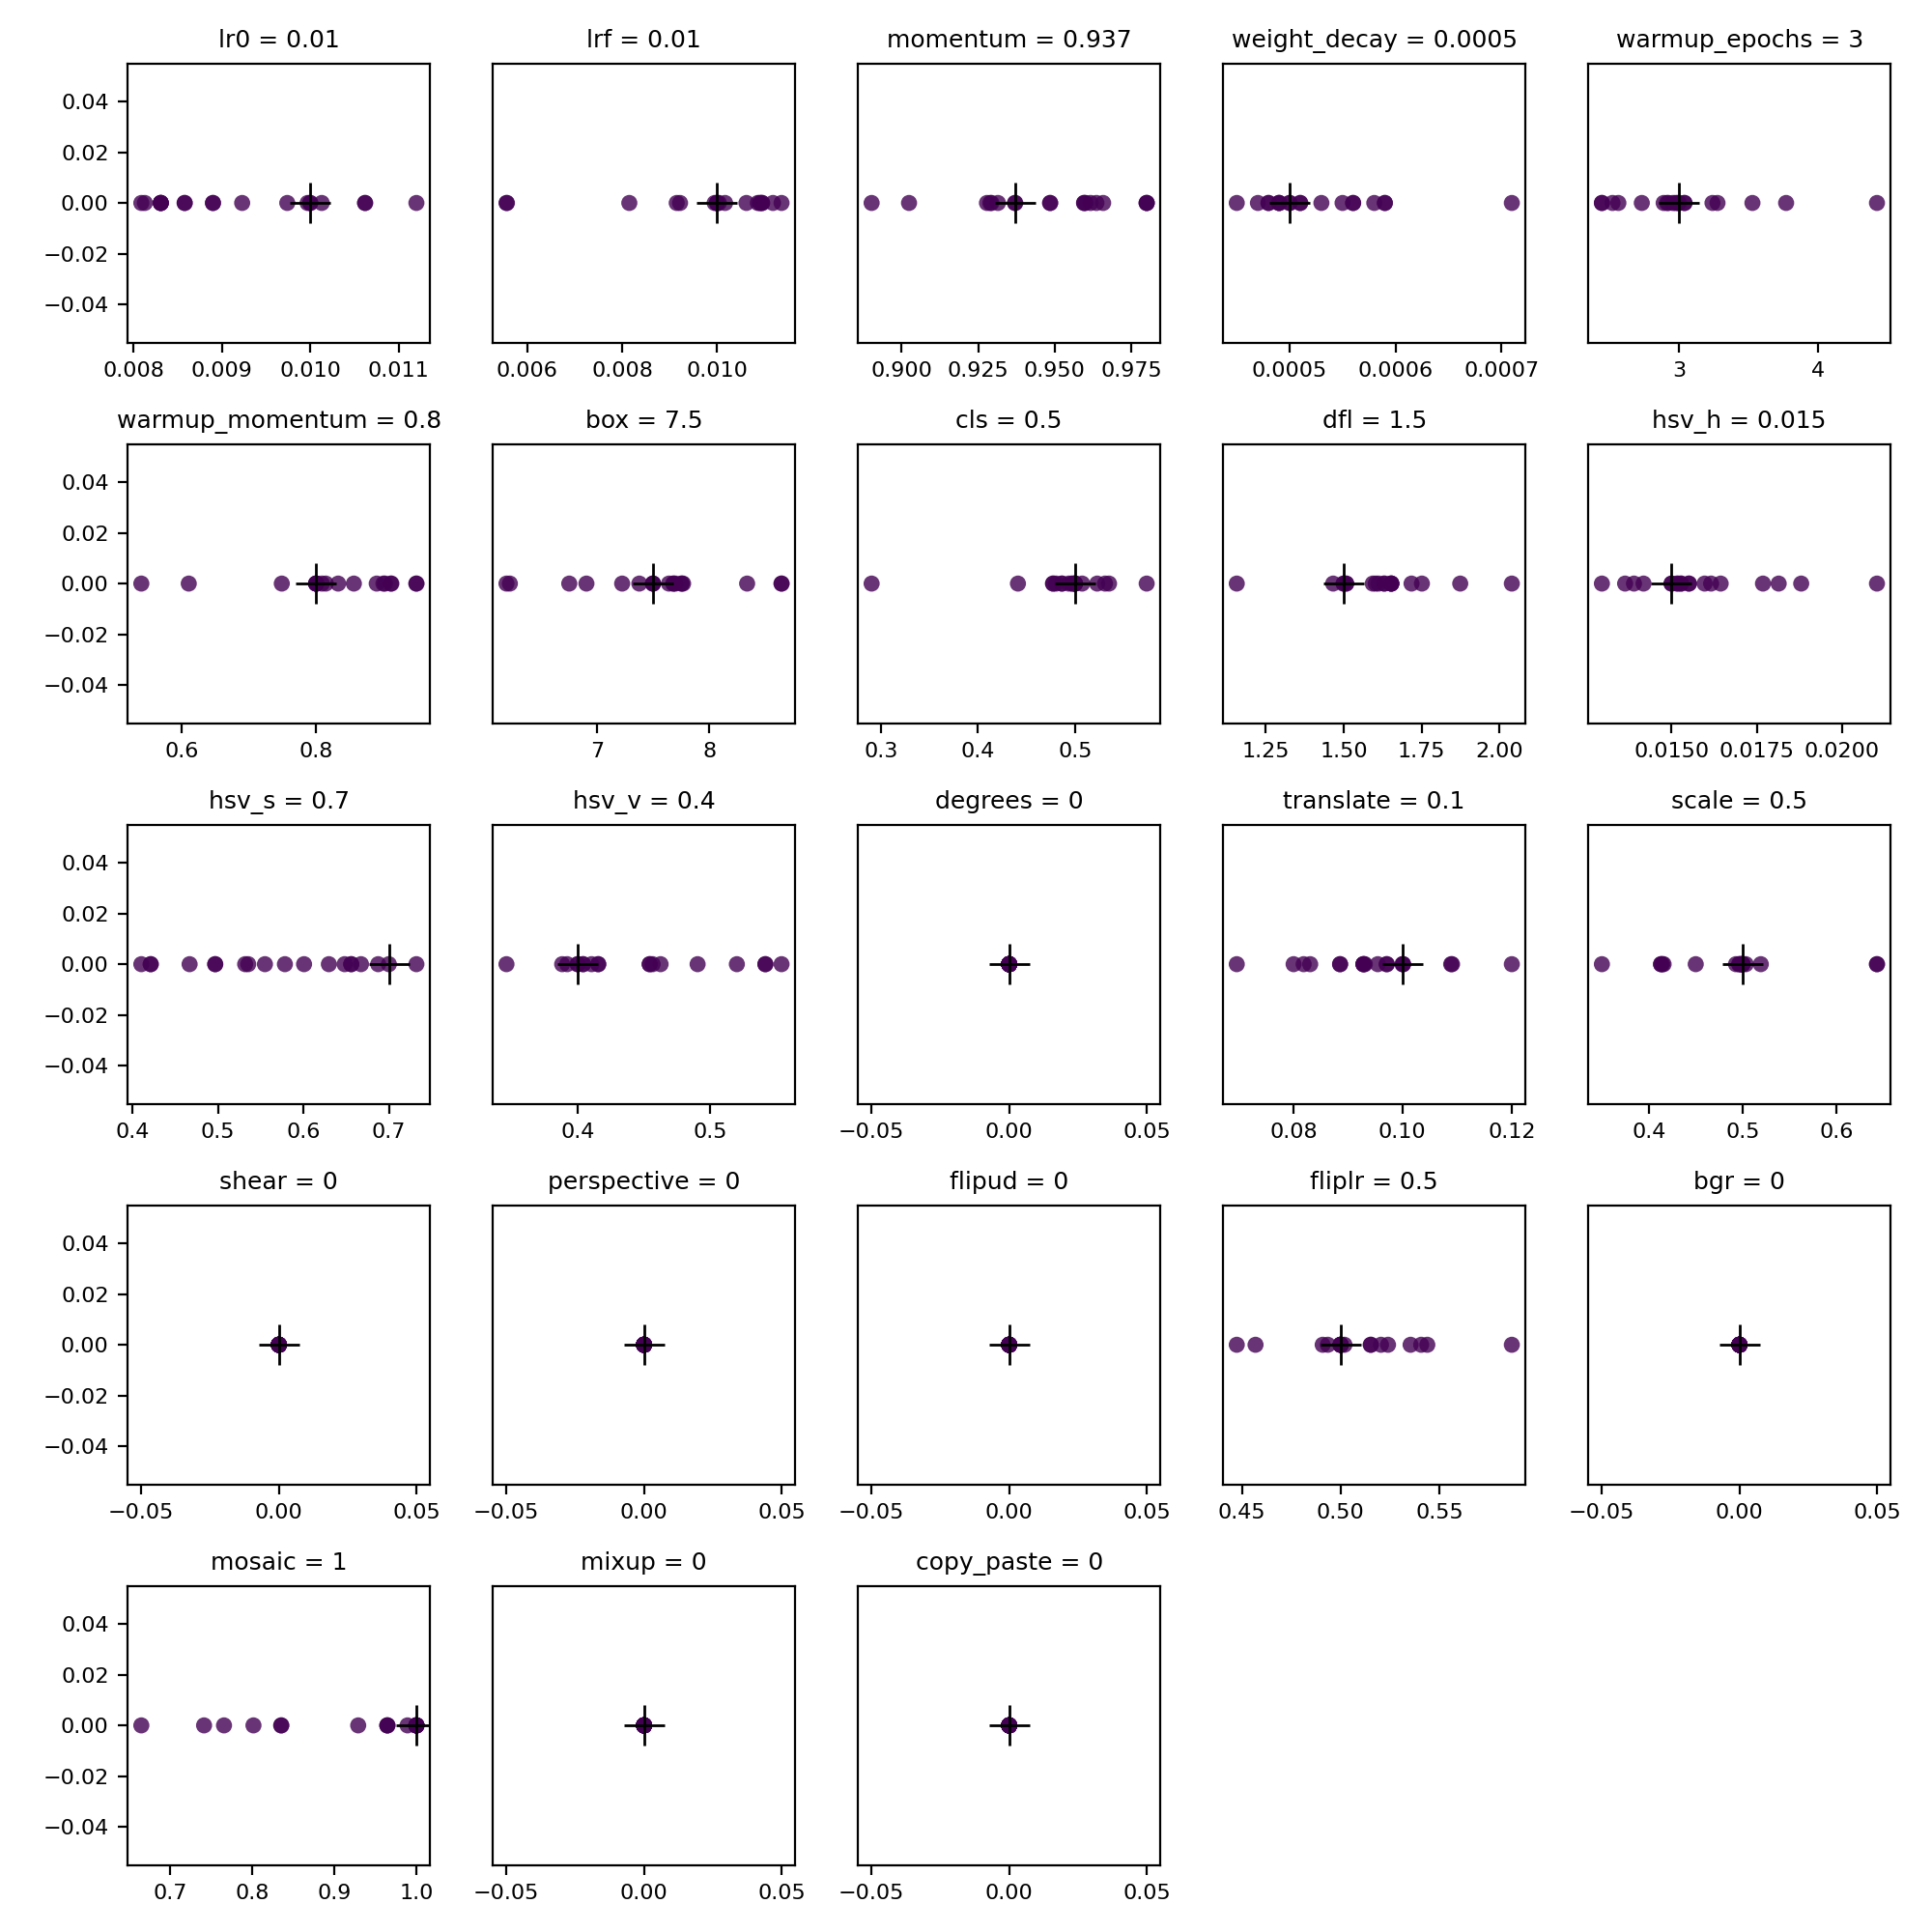 lr0 = 0.01 lrf = 0.01 momentum = 0.937 weight_decay = 0.0005 warmup_epochs = 3
0.04
0.02
0.00
−0.02
−0.04
0.008 0.009 0.010 0.011 0.006 0.008 0.010 0.900 0.925 0.950 0.975 0.0005 0.0006 0.0007 3 4
warmup_momentum = 0.8 box = 7.5 cls = 0.5 dfl = 1.5 hsv_h = 0.015
0.04
0.02
0.00
−0.02
−0.04
0.6 0.8 7 8 0.3 0.4 0.5 1.25 1.50 1.75 2.00 0.0150 0.0175 0.0200
hsv_s = 0.7 hsv_v = 0.4 degrees = 0 translate = 0.1 scale = 0.5
0.04
0.02
0.00
−0.02
−0.04
0.4 0.5 0.6 0.7 0.4 0.5 −0.05 0.00 0.05 0.08 0.10 0.12 0.4 0.5 0.6
shear = 0 perspective = 0 flipud = 0 fliplr = 0.5 bgr = 0
0.04
0.02
0.00
−0.02
−0.04
−0.05 0.00 0.05 −0.05 0.00 0.05 −0.05 0.00 0.05 0.45 0.50 0.55 −0.05 0.00 0.05
mosaic = 1 mixup = 0 copy_paste = 0
0.04
0.02
0.00
−0.02
−0.04
0.7 0.8 0.9 1.0 −0.05 0.00 0.05 −0.05 0.00 0.05